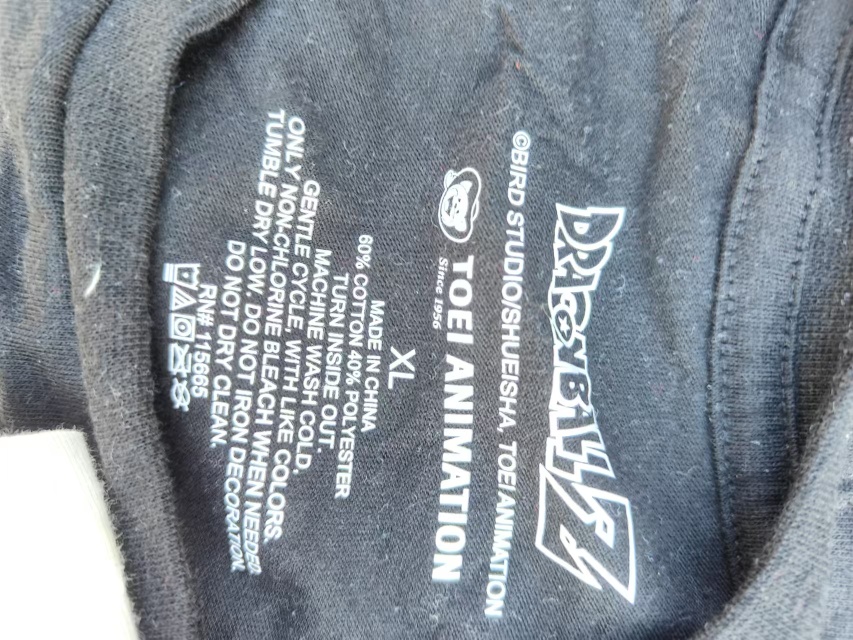 DRAGON BALL Z
©BIRD STUDIO/SHUEISHA, TOEI ANIMATION
TOEI ANIMATION
Since 1956
XL
MADE IN CHINA
60% COTTON 40% POLYESTER
TURN INSIDE OUT.
MACHINE WASH COLD.
GENTLE CYCLE, WITH LIKE COLORS.
ONLY NON-CHLORINE BLEACH WHEN NEEDED
TUMBLE DRY LOW, DO NOT IRON DECORATION.
DO NOT DRY CLEAN.
RN# 115665